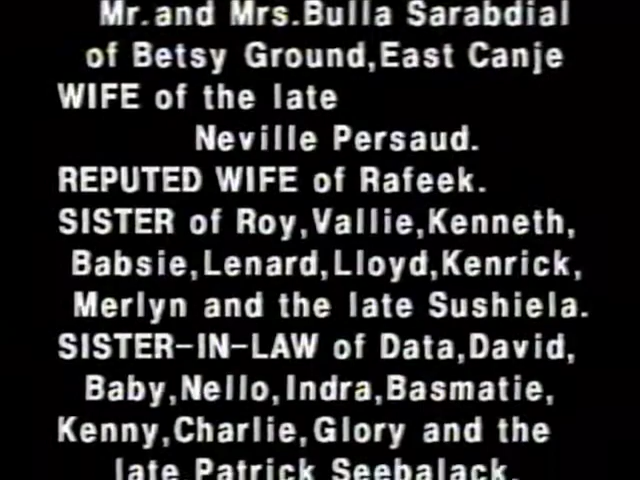 Mr.and Mrs.Bulla Sarabdial
of Betsy Ground,East Canje
WIFE of the late
Neville Persaud.
REPUTED WIFE of Rafeek.
SISTER of Roy,Vallie,Kenneth,
Babsie,Lenard,Lloyd,Kenrick,
Merlyn and the late Sushiela.
SISTER-IN-LAW of Data,David,
Baby,Nello,Indra,Basmatie,
Kenny,Charlie,Glory and the
late Patrick Seebalack.